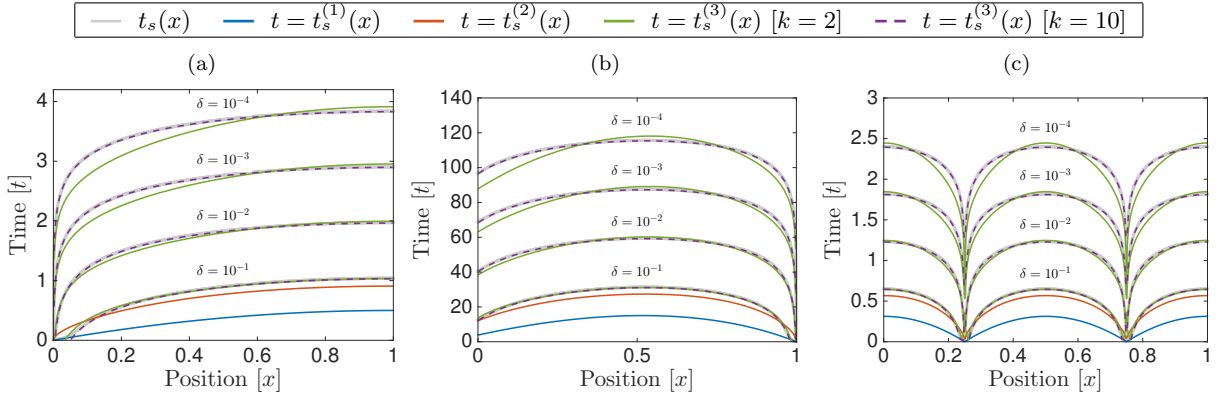 t_s(x) t = t_s^{(1)}(x) t = t_s^{(2)}(x) t = t_s^{(3)}(x) [k = 2] t = t_s^{(3)}(x) [k = 10]
(a) (b) (c)
4
3
2
1
0
Time [t]
δ = 10^{-4}
δ = 10^{-3}
δ = 10^{-2}
δ = 10^{-1}
0 0.2 0.4 0.6 0.8 1
Position [x]
140
120
100
80
60
40
20
0
Time [t]
δ = 10^{-4}
δ = 10^{-3}
δ = 10^{-2}
δ = 10^{-1}
0 0.5 1
Position [x]
3
2.5
2
1.5
1
0.5
0
Time [t]
δ = 10^{-4}
δ = 10^{-3}
δ = 10^{-2}
δ = 10^{-1}
0 0.2 0.4 0.6 0.8 1
Position [x]